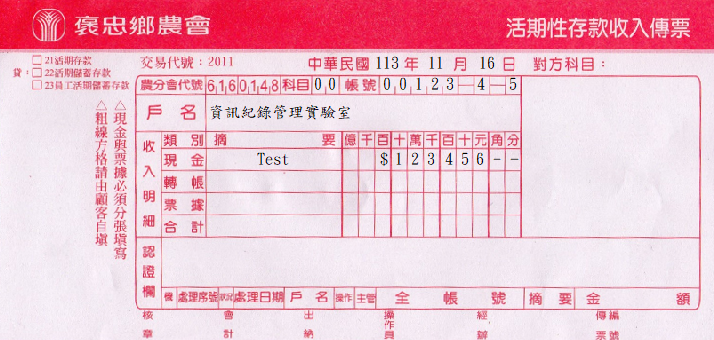 褒忠鄉農會 活期性存款收入傳票
貸：
□21活期存款
□22活期儲蓄存款
□23員工活期儲蓄存款
交易代號：2011 中華民國 113 年 11 月 16 日 對方科目：
農分會代號 6 1 6 0 1 4 8 科目 0 0 帳號 0 0 1 2 3 — 4 — 5
戶名 資訊紀錄管理實驗室
收入明細
類別 摘要 億 千 百 十 萬 千 百 十 元 角 分
現金 Test $ 1 2 3 4 5 6 - -
轉帳
票據
合計
△現金與票據必須分張填寫
△粗線方格請由顧客自填
認證欄
機 處理序號 狀況 處理日期 戶名 操作 主管 全帳號 摘要 金額
核章 會計 出納 操作員 經辦 傳票編號